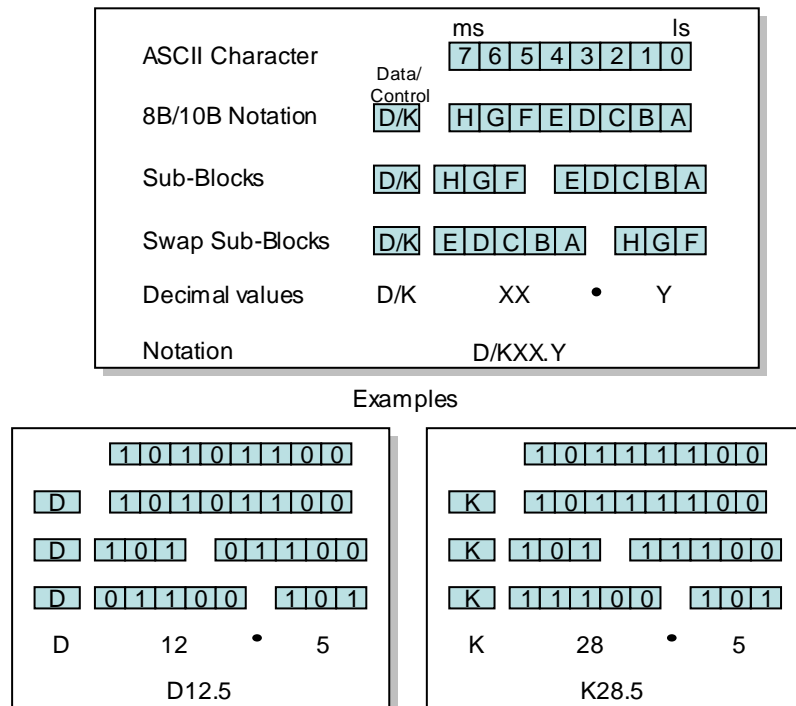 ms ls
ASCII Character 7 6 5 4 3 2 1 0
Data/
Control
8B/10B Notation D/K H G F E D C B A
Sub-Blocks D/K H G F E D C B A
Swap Sub-Blocks D/K E D C B A H G F
Decimal values D/K XX • Y
Notation D/KXX.Y
Examples
1 0 1 0 1 1 0 0
D 1 0 1 0 1 1 0 0
D 1 0 1 0 1 1 0 0
D 0 1 1 0 0 1 0 1
D 12 • 5
D12.5
1 0 1 1 1 1 0 0
K 1 0 1 1 1 1 0 0
K 1 0 1 1 1 1 0 0
K 1 1 1 0 0 1 0 1
K 28 • 5
K28.5